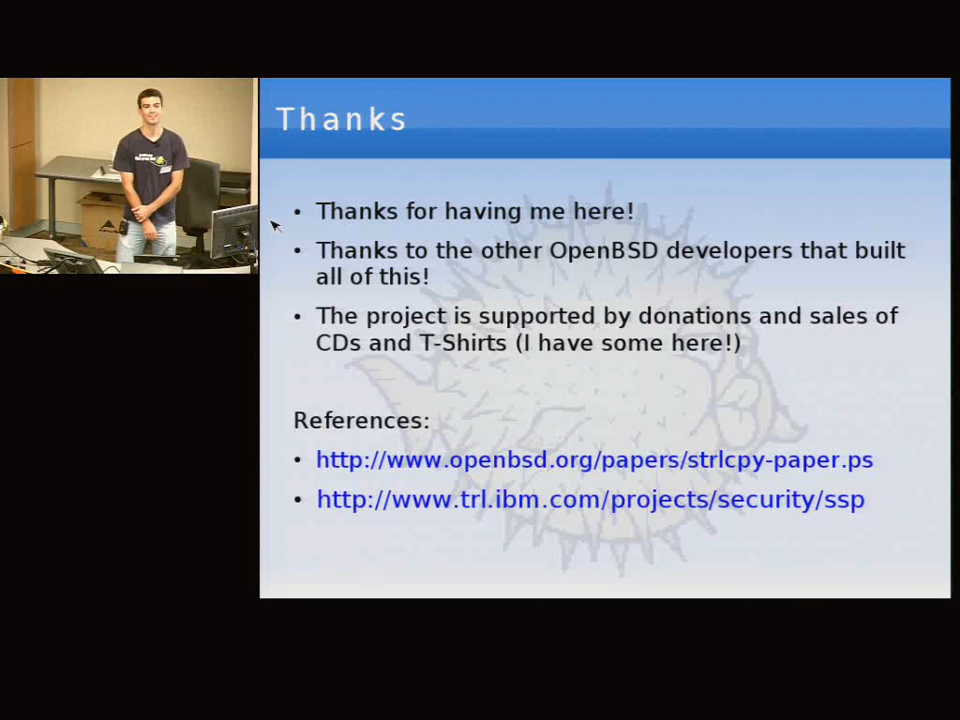 Thanks
• Thanks for having me here!
• Thanks to the other OpenBSD developers that built
all of this!
• The project is supported by donations and sales of
CDs and T-Shirts (I have some here!)
References:
• http://www.openbsd.org/papers/strlcpy-paper.ps
• http://www.trl.ibm.com/projects/security/ssp